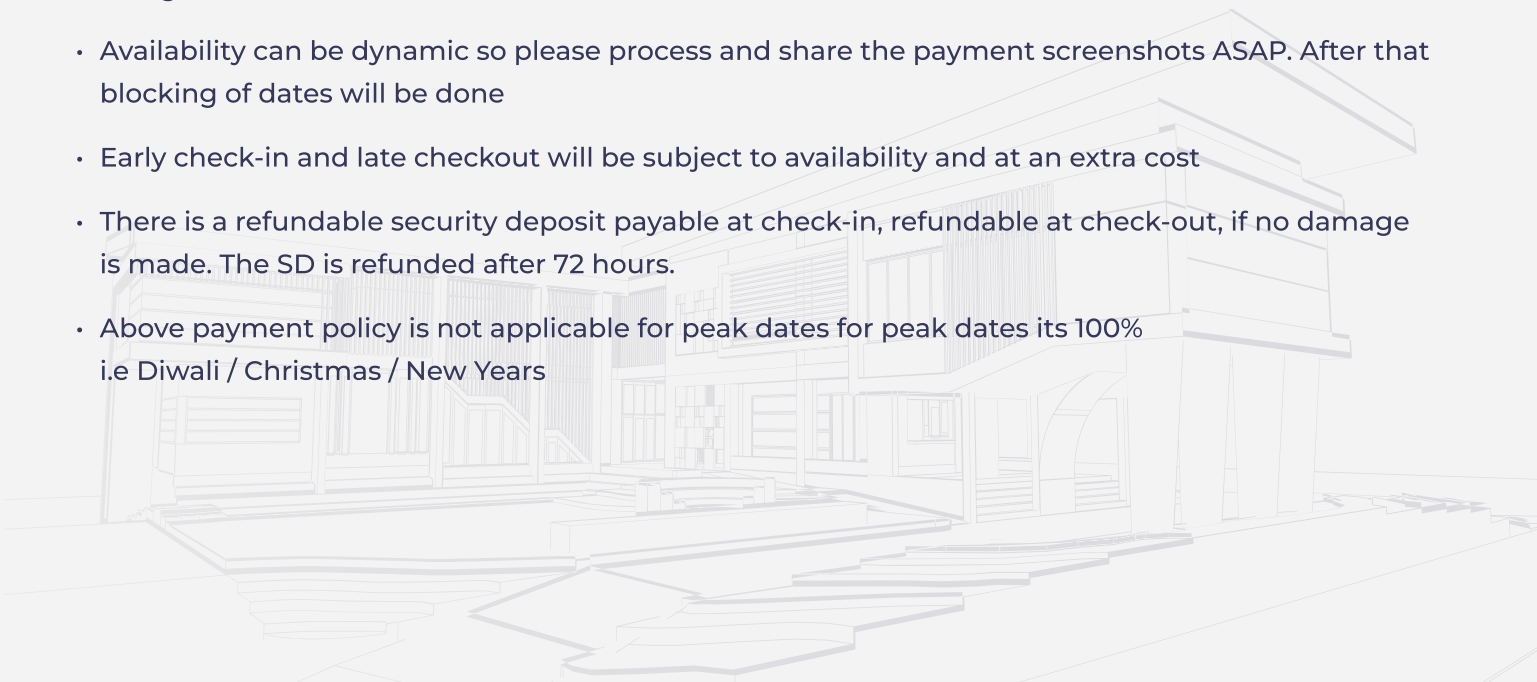 • Availability can be dynamic so please process and share the payment screenshots ASAP. After that
blocking of dates will be done
• Early check-in and late checkout will be subject to availability and at an extra cost
• There is a refundable security deposit payable at check-in, refundable at check-out, if no damage
is made. The SD is refunded after 72 hours.
• Above payment policy is not applicable for peak dates for peak dates its 100%
i.e Diwali / Christmas / New Years